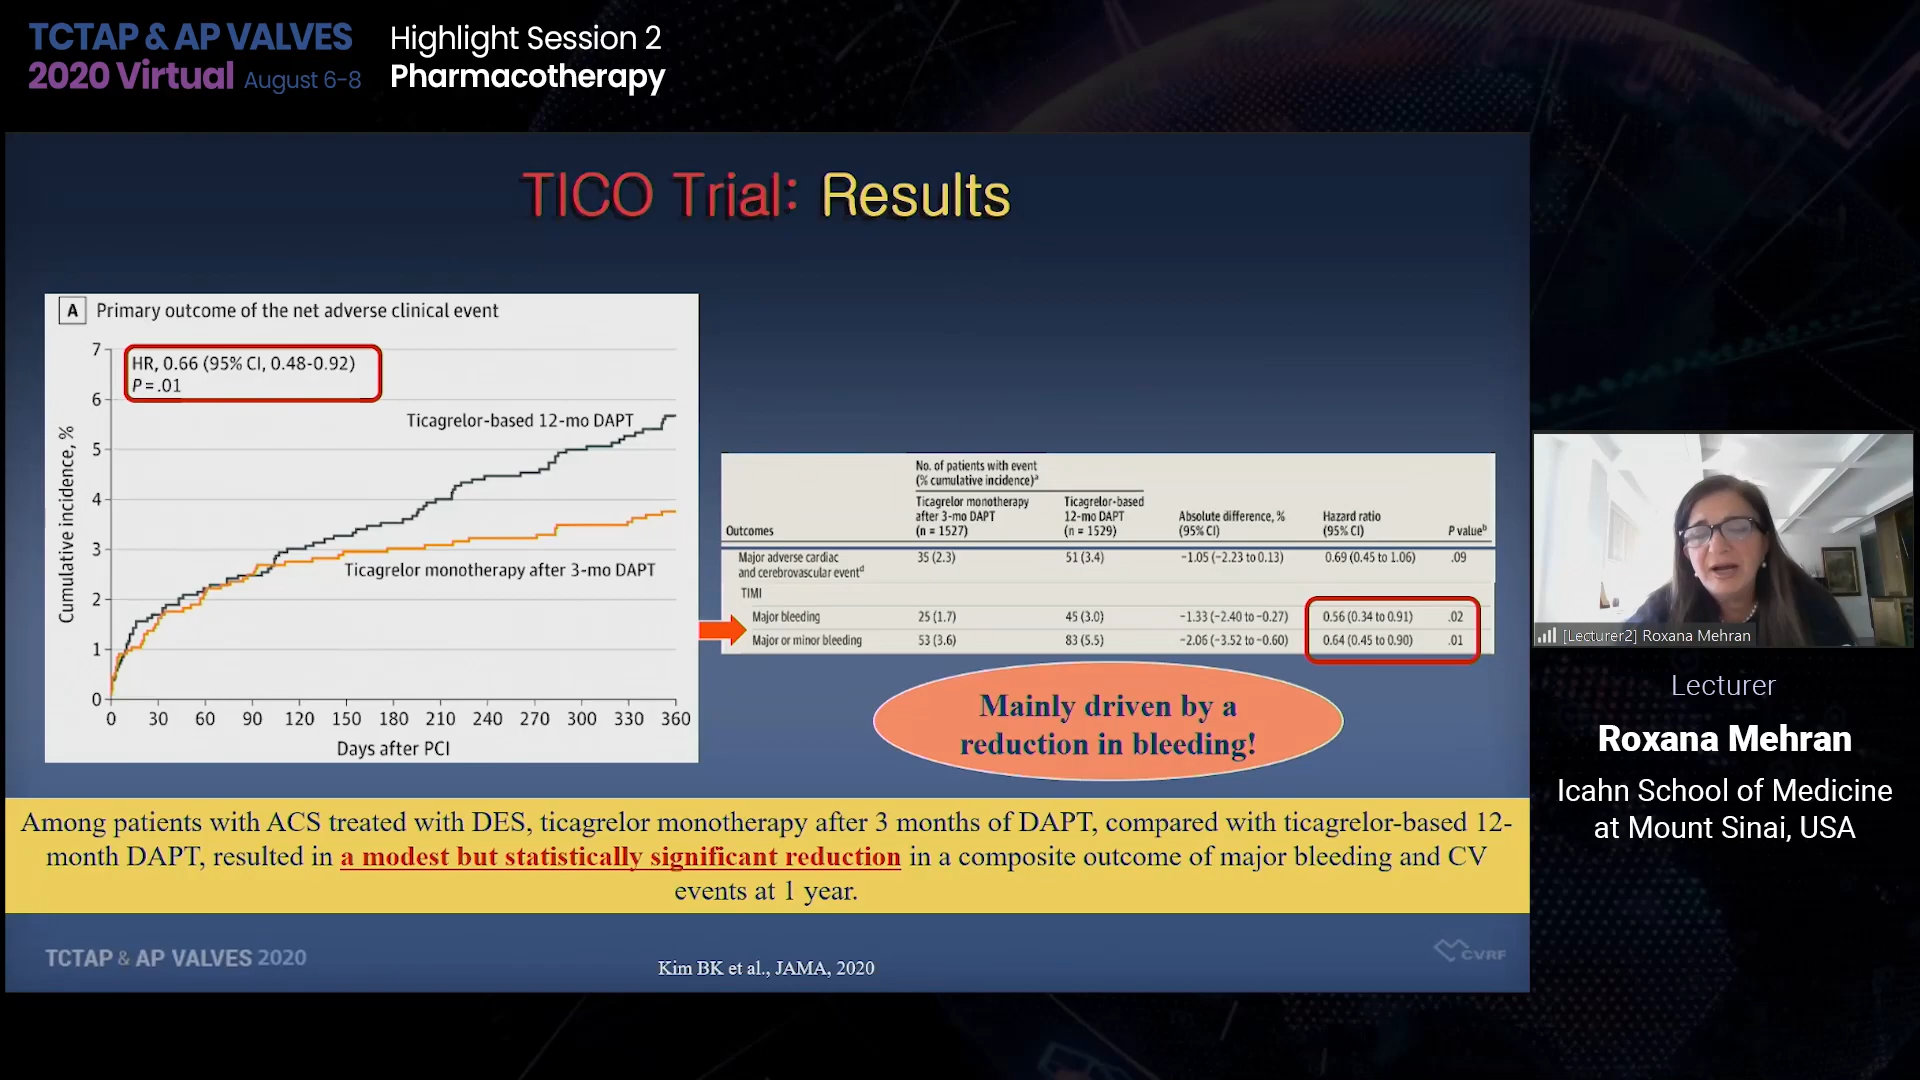 TCTAP & AP VALVES
2020 Virtual August 6-8
Highlight Session 2
Pharmacotherapy
TICO Trial: Results
A Primary outcome of the net adverse clinical event
HR, 0.66 (95% CI, 0.48-0.92)
P = .01
7
6
5
4
3
2
1
0
Cumulative incidence, %
Ticagrelor-based 12-mo DAPT
Ticagrelor monotherapy after 3-mo DAPT
0 30 60 90 120 150 180 210 240 270 300 330 360
Days after PCI
No. of patients with event
(% cumulative incidence)a
Outcomes
Ticagrelor monotherapy
after 3-mo DAPT
(n = 1527)
Ticagrelor-based
12-mo DAPT
(n = 1529)
Absolute difference, %
(95% CI)
Hazard ratio
(95% CI)
P valueb
Major adverse cardiac
and cerebrovascular eventd
35 (2.3) 51 (3.4) −1.05 (−2.23 to 0.13) 0.69 (0.45 to 1.06) .09
TIMI
Major bleeding 25 (1.7) 45 (3.0) −1.33 (−2.40 to −0.27) 0.56 (0.34 to 0.91) .02
Major or minor bleeding 53 (3.6) 83 (5.5) −2.06 (−3.52 to −0.60) 0.64 (0.45 to 0.90) .01
Mainly driven by a
reduction in bleeding!
Among patients with ACS treated with DES, ticagrelor monotherapy after 3 months of DAPT, compared with ticagrelor-based 12-
month DAPT, resulted in a modest but statistically significant reduction in a composite outcome of major bleeding and CV
events at 1 year.
TCTAP & AP VALVES 2020
Kim BK et al., JAMA, 2020
CVRF
[Lecturer2] Roxana Mehran
Lecturer
Roxana Mehran
Icahn School of Medicine
at Mount Sinai, USA